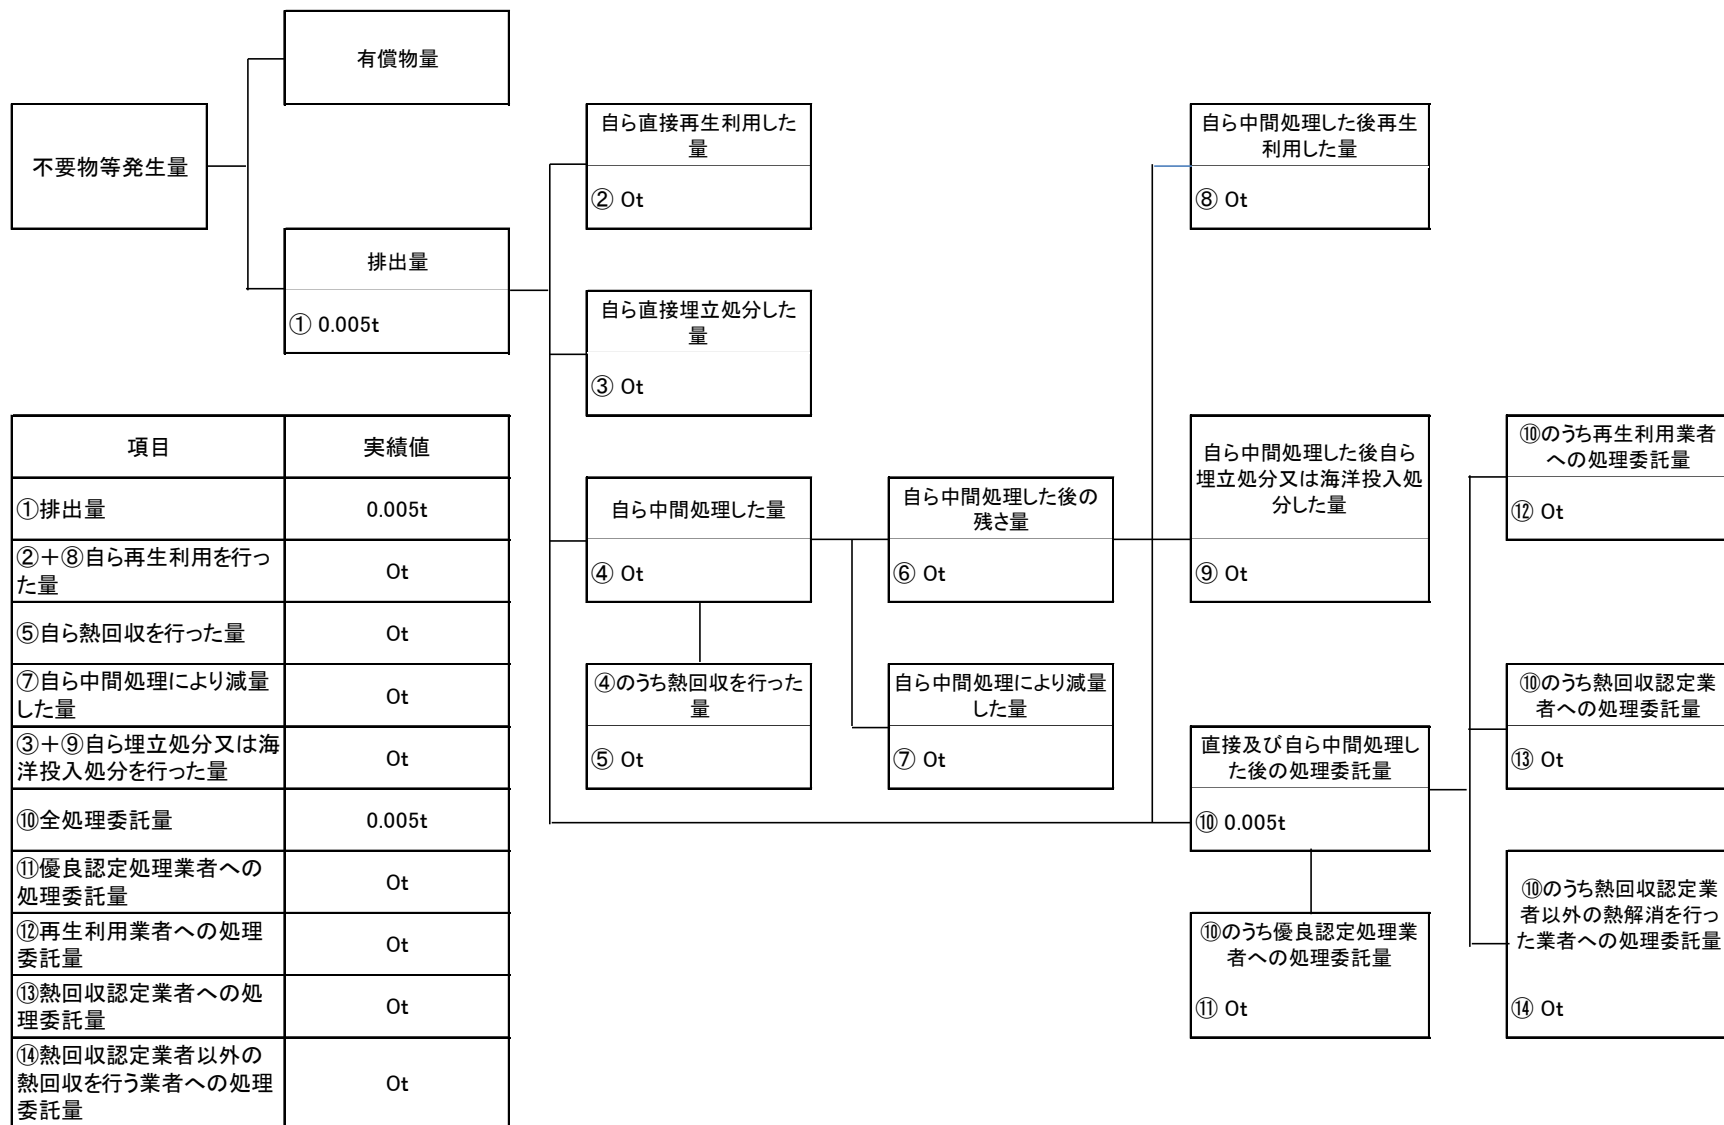 有償物量
不要物等発生量
排出量
① 0.005t
自ら直接再生利用した
量
② 0t
自ら直接埋立処分した
量
③ 0t
自ら中間処理した量
④ 0t
④のうち熱回収を行った
量
⑤ 0t
自ら中間処理した後の
残さ量
⑥ 0t
自ら中間処理により減量
した量
⑦ 0t
自ら中間処理した後再生
利用した量
⑧ 0t
自ら中間処理した後自ら
埋立処分又は海洋投入処
分した量
⑨ 0t
直接及び自ら中間処理し
た後の処理委託量
⑩ 0.005t
⑩のうち優良認定処理業
者への処理委託量
⑪ 0t
⑩のうち再生利用業者
への処理委託量
⑫ 0t
⑩のうち熱回収認定業
者への処理委託量
⑬ 0t
⑩のうち熱回収認定業
者以外の熱解消を行っ
た業者への処理委託量
⑭ 0t
項目 実績値
①排出量 0.005t
②＋⑧自ら再生利用を行っ
た量 0t
⑤自ら熱回収を行った量 0t
⑦自ら中間処理により減量
した量 0t
③＋⑨自ら埋立処分又は海
洋投入処分を行った量 0t
⑩全処理委託量 0.005t
⑪優良認定処理業者への
処理委託量 0t
⑫再生利用業者への処理
委託量 0t
⑬熱回収認定業者への処
理委託量 0t
⑭熱回収認定業者以外の
熱回収を行う業者への処理
委託量 0t